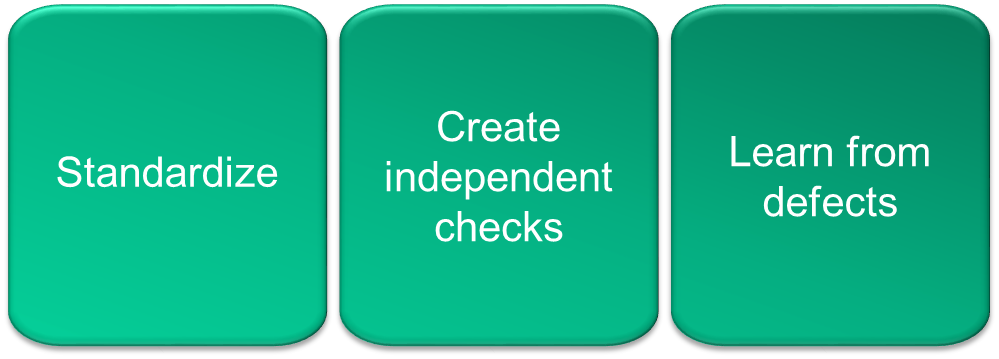 Standardize
Create
independent
checks
Learn from
defects